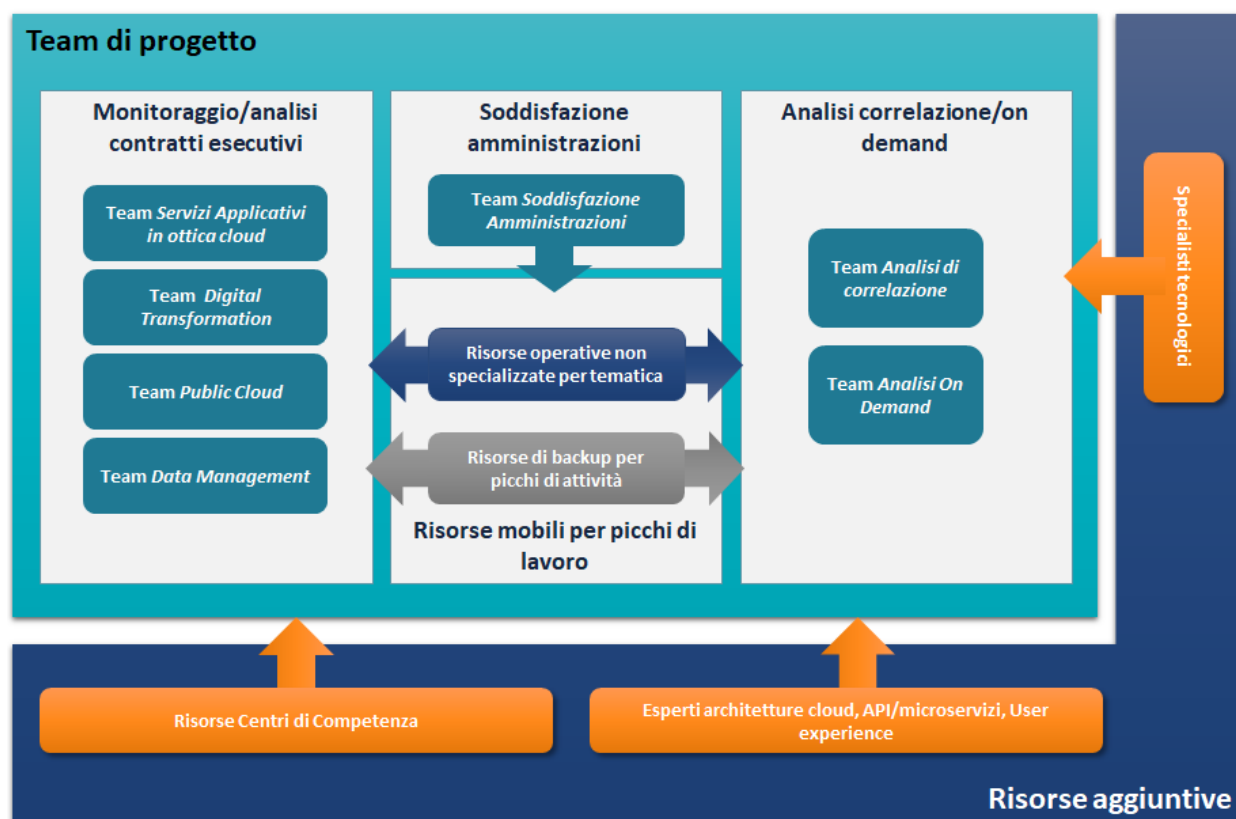 Team di progetto
Monitoraggio/analisi
contratti esecutivi
Team Servizi Applicativi
in ottica cloud
Team Digital
Transformation
Team Public Cloud
Team Data Management
Soddisfazione
amministrazioni
Team Soddisfazione
Amministrazioni
Risorse operative non
specializzate per tematica
Risorse di backup per
picchi di attività
Risorse mobili per picchi di
lavoro
Analisi correlazione/on
demand
Team Analisi di
correlazione
Team Analisi On
Demand
Specialisti tecnologici
Risorse Centri di Competenza
Esperti architetture cloud, API/microservizi, User
experience
Risorse aggiuntive